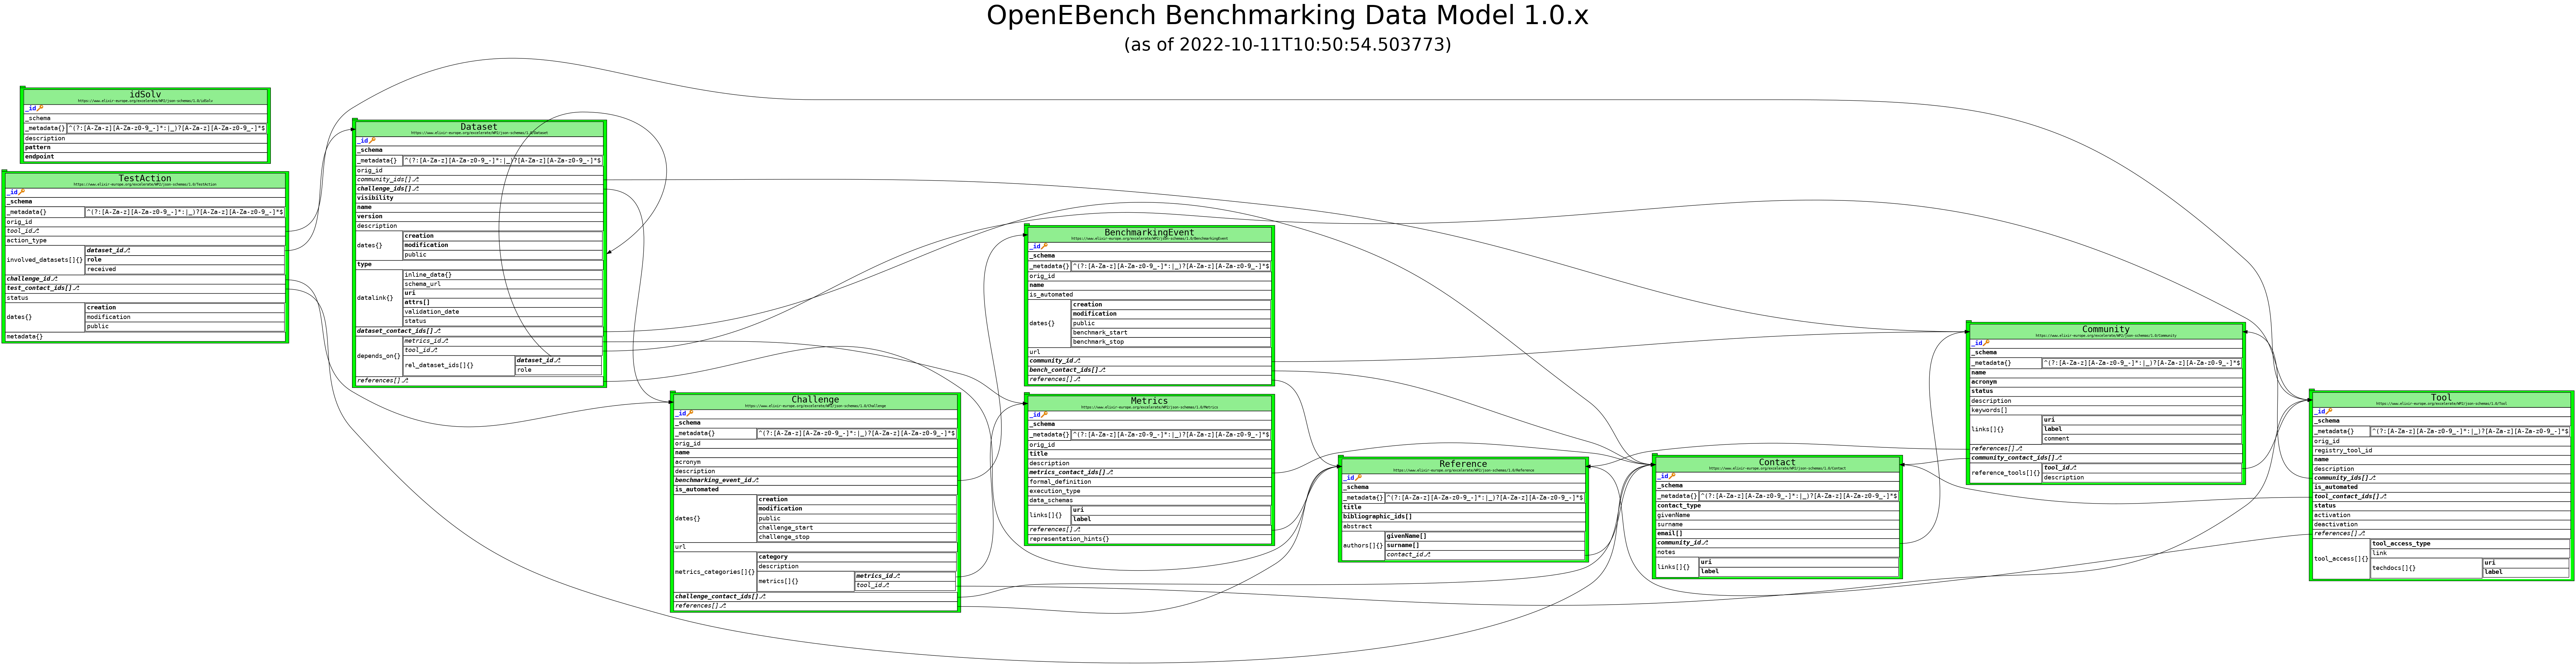 OpenEBench Benchmarking Data Model 1.0.x
(as of 2022-10-11T10:50:54.503773)
idSolv
https://www.elixir-europe.org/excelerate/WP2/json-schemas/1.0/idSolv
_id🔑
_schema
_metadata{} ^(?:[A-Za-z][A-Za-z0-9_-]*:|_)?[A-Za-z][A-Za-z0-9_-]*$
description
pattern
endpoint
TestAction
https://www.elixir-europe.org/excelerate/WP2/json-schemas/1.0/TestAction
_id🔑
_schema
_metadata{} ^(?:[A-Za-z][A-Za-z0-9_-]*:|_)?[A-Za-z][A-Za-z0-9_-]*$
orig_id
tool_id⎇
action_type
involved_datasets[]{}
dataset_id⎇
role
received
challenge_id⎇
test_contact_ids[]⎇
status
dates{}
creation
modification
public
metadata{}
Dataset
https://www.elixir-europe.org/excelerate/WP2/json-schemas/1.0/Dataset
_id🔑
_schema
_metadata{} ^(?:[A-Za-z][A-Za-z0-9_-]*:|_)?[A-Za-z][A-Za-z0-9_-]*$
orig_id
community_ids[]⎇
challenge_ids[]⎇
visibility
name
version
description
dates{}
creation
modification
public
type
datalink{}
inline_data{}
schema_url
uri
attrs[]
validation_date
status
dataset_contact_ids[]⎇
depends_on{}
metrics_id⎇
tool_id⎇
rel_dataset_ids[]{}
dataset_id⎇
role
references[]⎇
Challenge
https://www.elixir-europe.org/excelerate/WP2/json-schemas/1.0/Challenge
_id🔑
_schema
_metadata{} ^(?:[A-Za-z][A-Za-z0-9_-]*:|_)?[A-Za-z][A-Za-z0-9_-]*$
orig_id
name
acronym
description
benchmarking_event_id⎇
is_automated
dates{}
creation
modification
public
challenge_start
challenge_stop
url
metrics_categories[]{}
category
description
metrics[]{}
metrics_id⎇
tool_id⎇
challenge_contact_ids[]⎇
references[]⎇
BenchmarkingEvent
https://www.elixir-europe.org/excelerate/WP2/json-schemas/1.0/BenchmarkingEvent
_id🔑
_schema
_metadata{} ^(?:[A-Za-z][A-Za-z0-9_-]*:|_)?[A-Za-z][A-Za-z0-9_-]*$
orig_id
name
is_automated
dates{}
creation
modification
public
benchmark_start
benchmark_stop
url
community_id⎇
bench_contact_ids[]⎇
references[]⎇
Metrics
https://www.elixir-europe.org/excelerate/WP2/json-schemas/1.0/Metrics
_id🔑
_schema
_metadata{} ^(?:[A-Za-z][A-Za-z0-9_-]*:|_)?[A-Za-z][A-Za-z0-9_-]*$
orig_id
title
description
metrics_contact_ids[]⎇
formal_definition
execution_type
data_schemas
links[]{}
uri
label
references[]⎇
representation_hints{}
Reference
https://www.elixir-europe.org/excelerate/WP2/json-schemas/1.0/Reference
_id🔑
_schema
_metadata{} ^(?:[A-Za-z][A-Za-z0-9_-]*:|_)?[A-Za-z][A-Za-z0-9_-]*$
title
bibliographic_ids[]
abstract
authors[]{}
givenName[]
surname[]
contact_id⎇
Contact
https://www.elixir-europe.org/excelerate/WP2/json-schemas/1.0/Contact
_id🔑
_schema
_metadata{} ^(?:[A-Za-z][A-Za-z0-9_-]*:|_)?[A-Za-z][A-Za-z0-9_-]*$
contact_type
givenName
surname
email[]
community_id⎇
notes
links[]{}
uri
label
Community
https://www.elixir-europe.org/excelerate/WP2/json-schemas/1.0/Community
_id🔑
_schema
_metadata{} ^(?:[A-Za-z][A-Za-z0-9_-]*:|_)?[A-Za-z][A-Za-z0-9_-]*$
name
acronym
status
description
keywords[]
links[]{}
uri
label
comment
references[]⎇
community_contact_ids[]⎇
reference_tools[]{}
tool_id⎇
description
Tool
https://www.elixir-europe.org/excelerate/WP2/json-schemas/1.0/Tool
_id🔑
_schema
_metadata{} ^(?:[A-Za-z][A-Za-z0-9_-]*:|_)?[A-Za-z][A-Za-z0-9_-]*$
orig_id
registry_tool_id
name
description
community_ids[]⎇
is_automated
tool_contact_ids[]⎇
status
activation
deactivation
references[]⎇
tool_access[]{}
tool_access_type
link
techdocs[]{}
uri
label